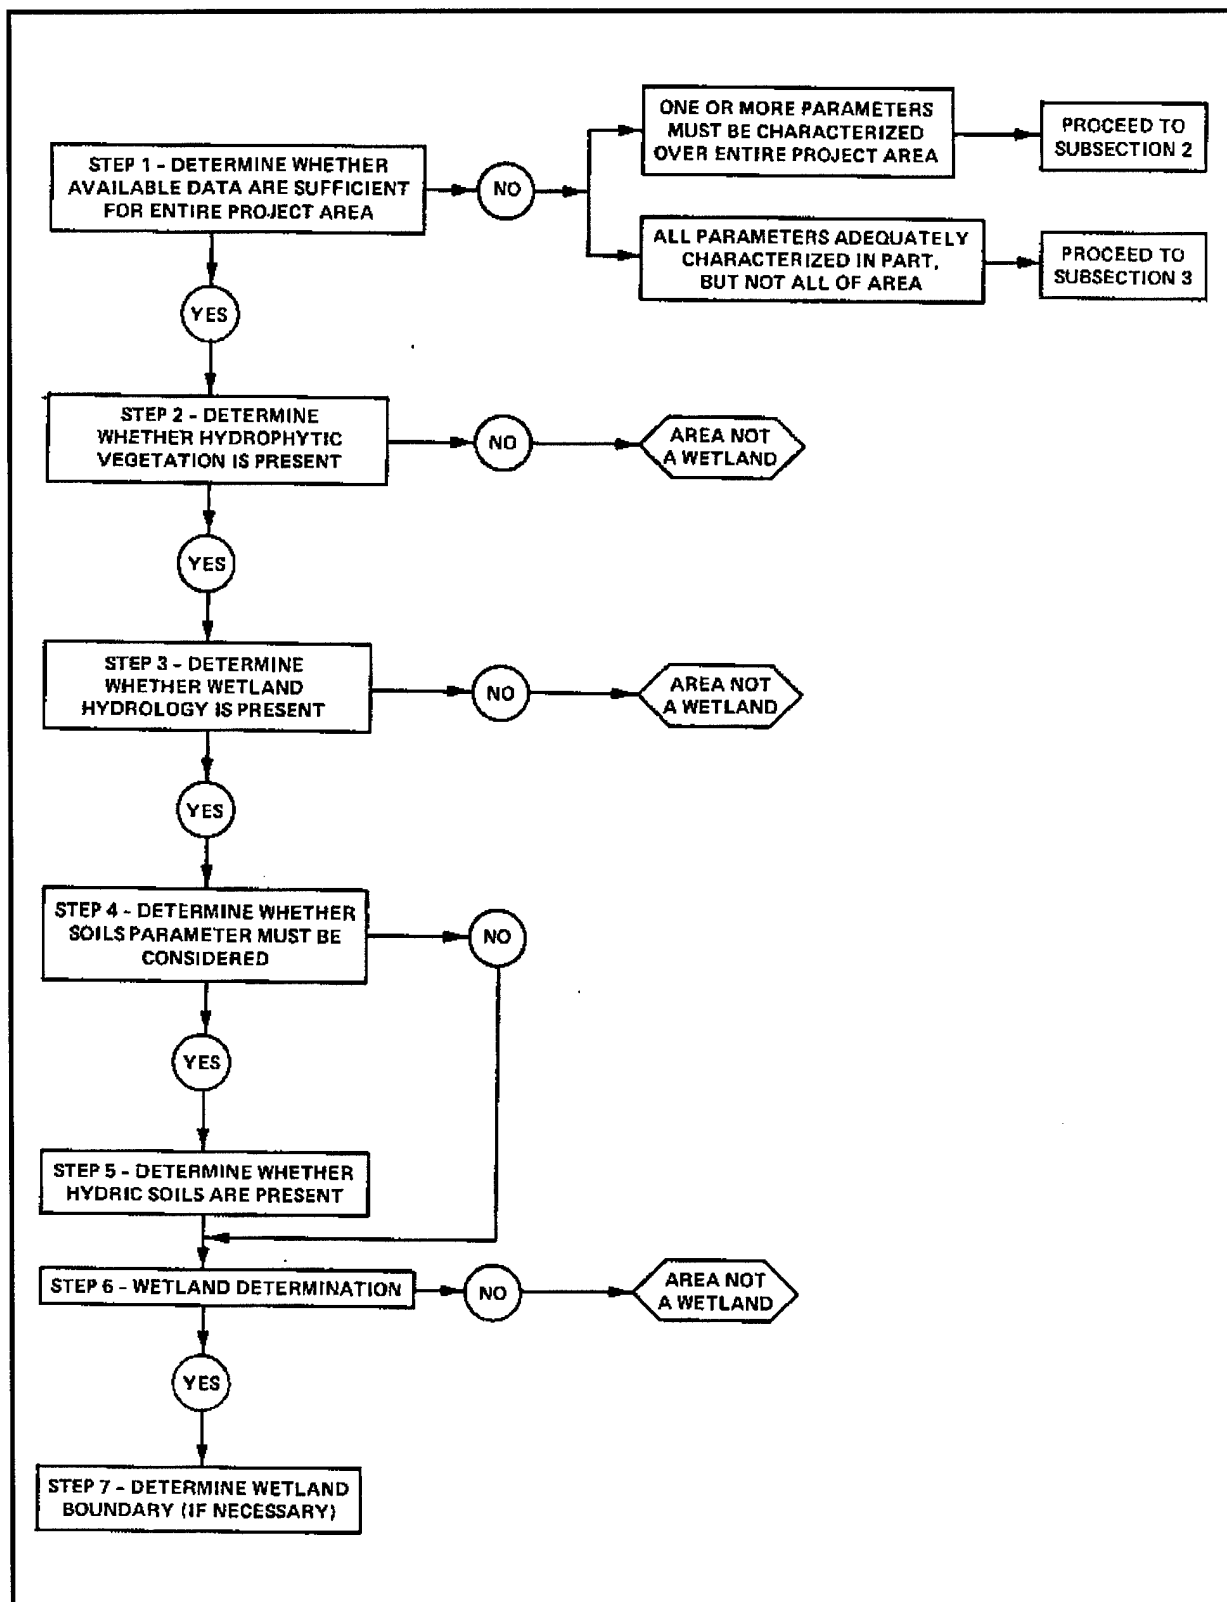 STEP 1 - DETERMINE WHETHER
AVAILABLE DATA ARE SUFFICIENT
FOR ENTIRE PROJECT AREA
NO
ONE OR MORE PARAMETERS
MUST BE CHARACTERIZED
OVER ENTIRE PROJECT AREA
PROCEED TO
SUBSECTION 2
ALL PARAMETERS ADEQUATELY
CHARACTERIZED IN PART,
BUT NOT ALL OF AREA
PROCEED TO
SUBSECTION 3
YES
STEP 2 - DETERMINE
WHETHER HYDROPHYTIC
VEGETATION IS PRESENT
NO
AREA NOT
A WETLAND
YES
STEP 3 - DETERMINE
WHETHER WETLAND
HYDROLOGY IS PRESENT
NO
AREA NOT
A WETLAND
YES
STEP 4 - DETERMINE WHETHER
SOILS PARAMETER MUST BE
CONSIDERED
NO
YES
STEP 5 - DETERMINE WHETHER
HYDRIC SOILS ARE PRESENT
STEP 6 - WETLAND DETERMINATION
NO
AREA NOT
A WETLAND
YES
STEP 7 - DETERMINE WETLAND
BOUNDARY (IF NECESSARY)